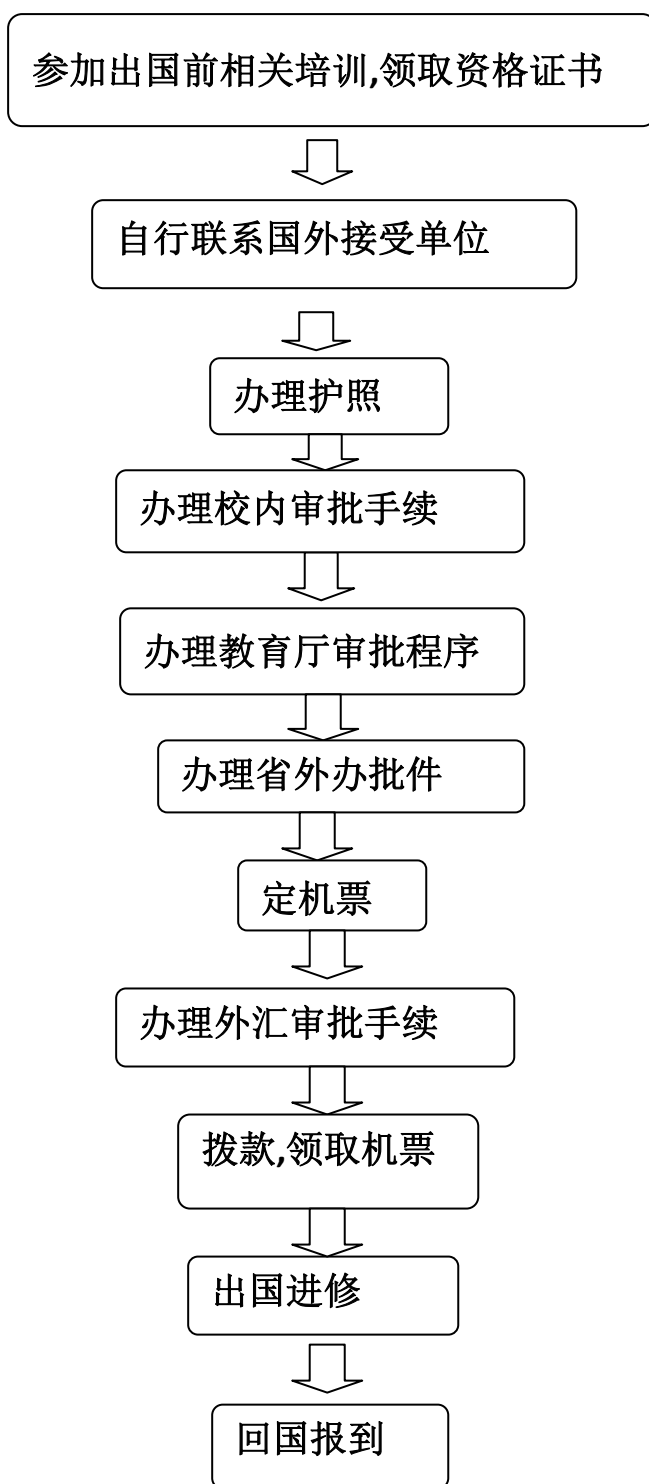 参加出国前相关培训,领取资格证书
自行联系国外接受单位
办理护照
办理校内审批手续
办理教育厅审批程序
办理省外办批件
定机票
办理外汇审批手续
拨款,领取机票
出国进修
回国报到